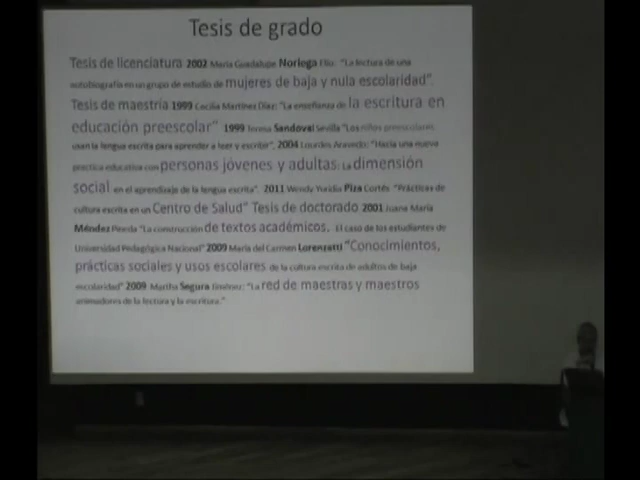 Tesis de grado
Tesis de licenciatura 2002 María Guadalupe Noriega Elío: "La lectura de una
autobiografía en un grupo de estudio de mujeres de baja y nula escolaridad".
Tesis de maestría 1999 Cecilia Martínez Díaz: "La enseñanza de la escritura en
educación preescolar" 1999 Teresa Sandoval Sevilla "Los niños preescolares
usan la lengua escrita para aprender a leer y escribir". 2004 Lourdes Acevedo: "Hacia una nueva
práctica educativa con personas jóvenes y adultas: La dimensión
social en el aprendizaje de la lengua escrita". 2011 Wendy Yuridia Piza Cortés "Prácticas de
cultura escrita en un Centro de Salud" Tesis de doctorado 2001 Juana María
Méndez Pineda "La construcción de textos académicos. El caso de los estudiantes de
Universidad Pedagógica Nacional" 2009 María del Carmen Lorenzatti "Conocimientos,
prácticas sociales y usos escolares de la cultura escrita de adultos de baja
escolaridad" 2009 Martha Segura Jiménez: "La red de maestras y maestros
animadores de la lectura y la escritura."